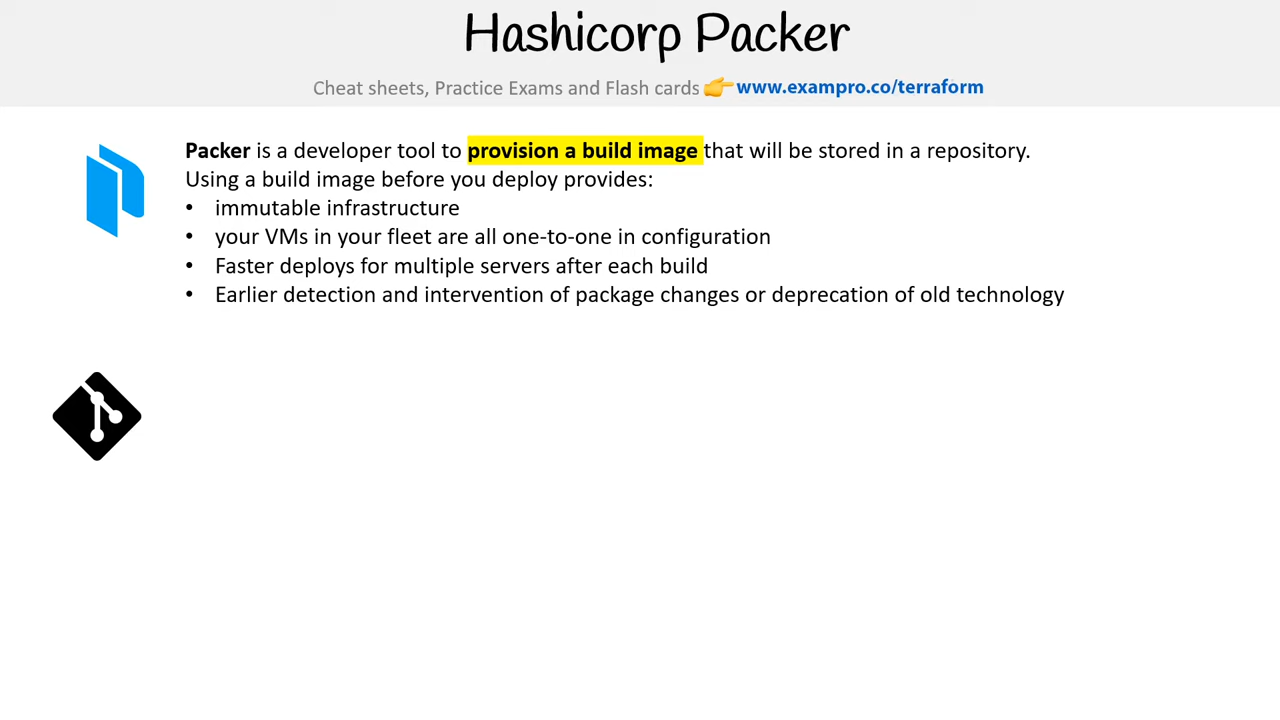 Hashicorp Packer
Cheat sheets, Practice Exams and Flash cards 👉 www.exampro.co/terraform
Packer is a developer tool to provision a build image that will be stored in a repository.
Using a build image before you deploy provides:
• immutable infrastructure
• your VMs in your fleet are all one-to-one in configuration
• Faster deploys for multiple servers after each build
• Earlier detection and intervention of package changes or deprecation of old technology